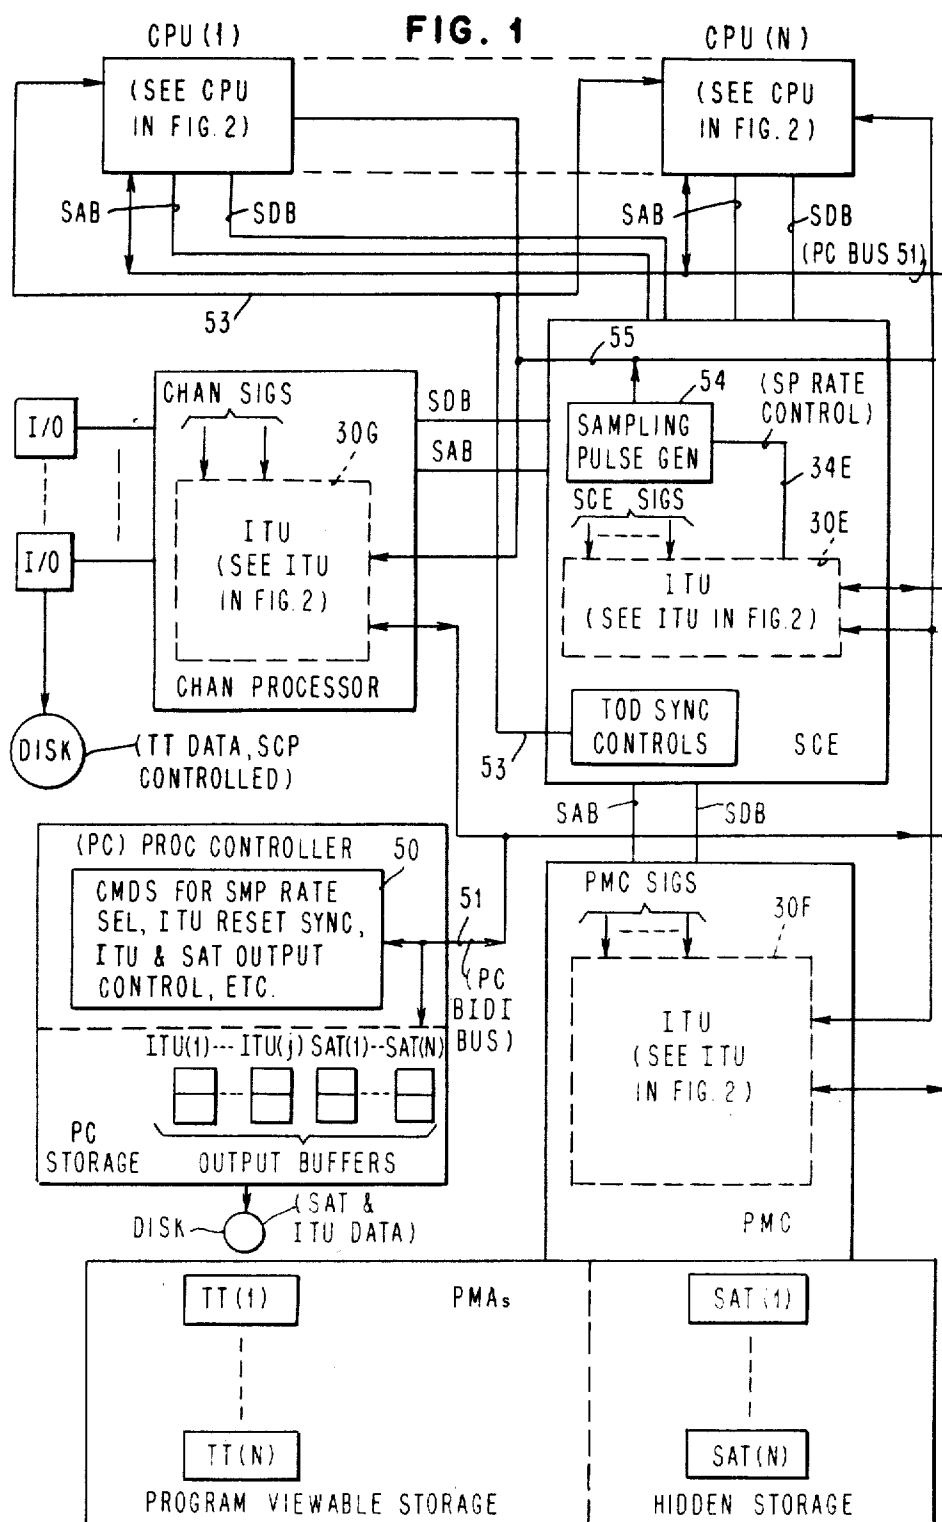 FIG. 1
CPU(1)
CPU(N)
(SEE CPU
IN FIG.2)
(SEE CPU
IN FIG.2)
SAB
SDB
SAB
SDB
(PC BUS 51)
53
55
CHAN SIGS
30G
I/O
I/O
ITU
(SEE ITU
IN FIG.2)
CHAN PROCESSOR
SDB
SAB
54
SAMPLING
PULSE GEN
(SP RATE
CONTROL)
34E
SCE SIGS
30E
ITU
(SEE ITU IN FIG.2)
TOD SYNC
CONTROLS
SCE
53
DISK
(TT DATA, SCP
CONTROLLED)
SAB
SDB
(PC) PROC CONTROLLER
50
CMDS FOR SMP RATE
SEL, ITU RESET SYNC,
ITU & SAT OUTPUT
CONTROL, ETC.
51
(PC
BIDI
BUS)
ITU(1)--- ITU(j) SAT(1)--SAT(N)
PC
STORAGE
OUTPUT BUFFERS
DISK
(SAT &
ITU DATA)
PMC SIGS
30F
ITU
(SEE ITU
IN FIG.2)
PMC
TT(1)
PMAs
SAT(1)
TT(N)
SAT(N)
PROGRAM VIEWABLE STORAGE
HIDDEN STORAGE